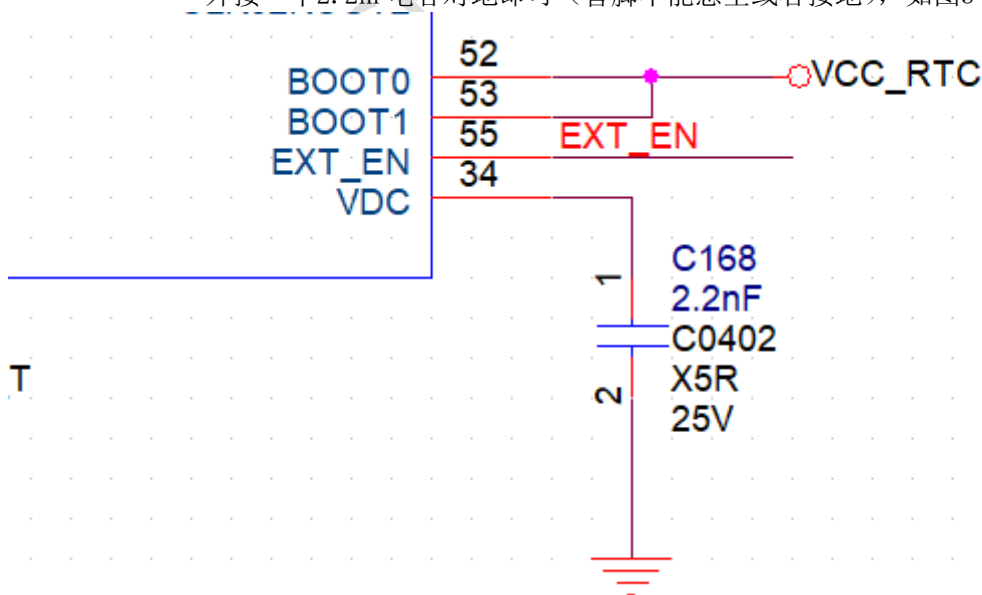 52
BOOT0
VCC_RTC
53
BOOT1
55
EXT_EN
EXT_EN
34
VDC
C168
1
2.2nF
C0402
T
X5R
2
25V